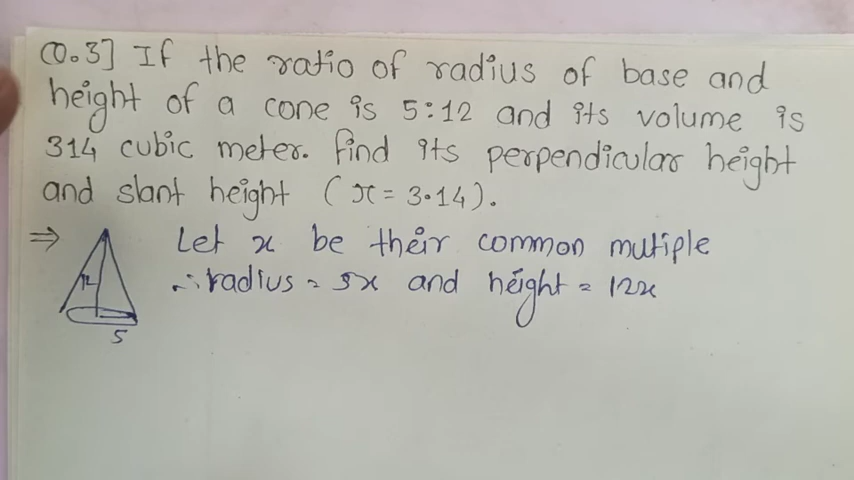 Q.3] If the ratio of radius of base and
height of a cone is 5:12 and its volume is
314 cubic meter. find its perpendicular height
and slant height (π = 3.14).
⇒ Let x be their common mutiple
∴ radius = 5x and height = 12x
12
5